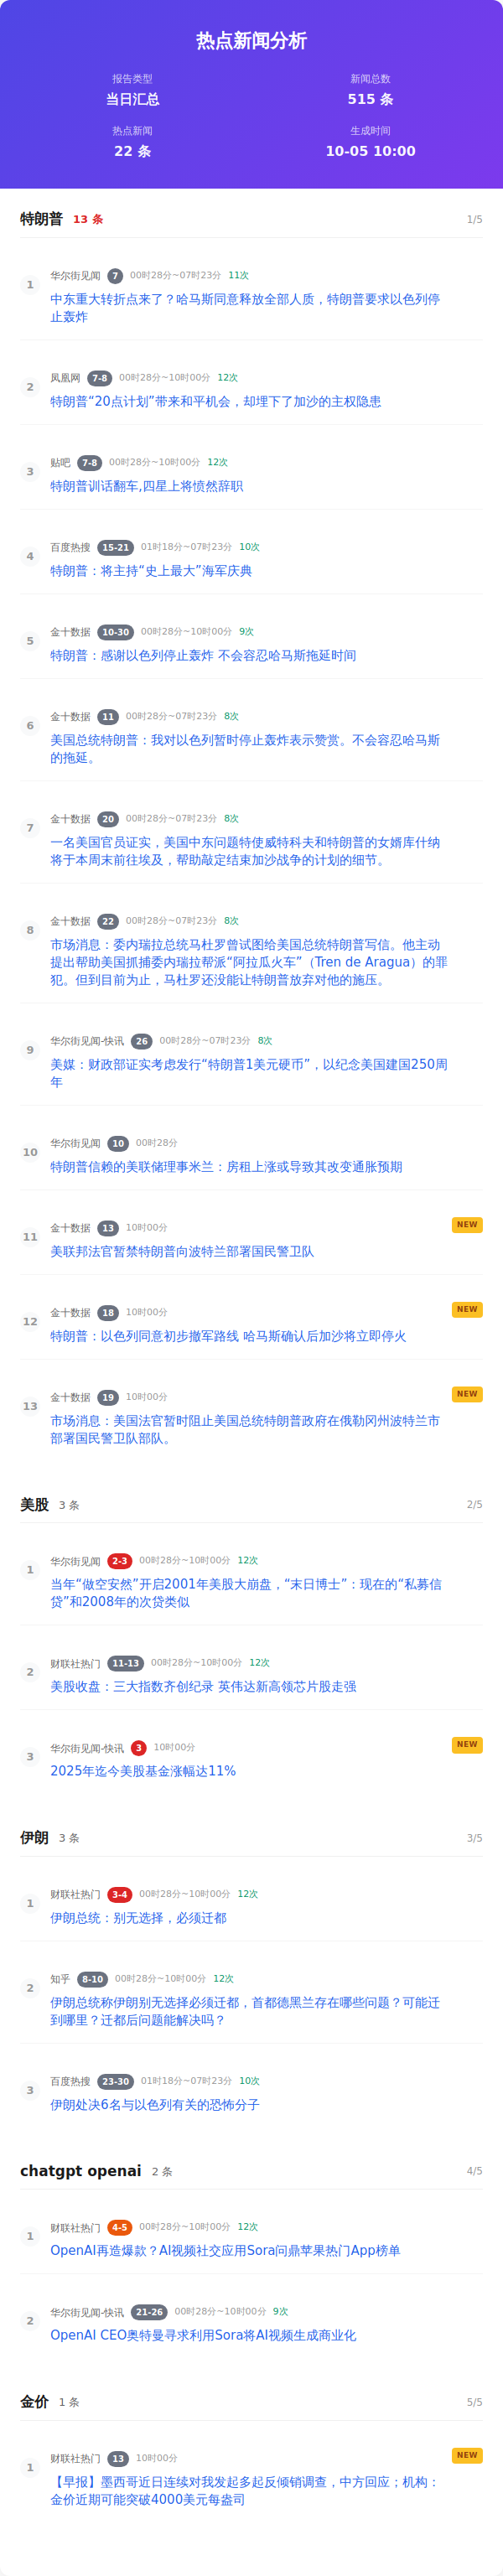 热点新闻分析
报告类型 新闻总数
当日汇总 515 条
热点新闻 生成时间
22 条 10-05 10:00
特朗普 13 条 1/5
华尔街见闻 7 00时28分~07时23分 11次
1
中东重大转折点来了？哈马斯同意释放全部人质，特朗普要求以色列停
止轰炸
凤凰网 7-8 00时28分~10时00分 12次
2
特朗普“20点计划”带来和平机会，却埋下了加沙的主权隐患
贴吧 7-8 00时28分~10时00分 12次
3
特朗普训话翻车,四星上将愤然辞职
百度热搜 15-21 01时18分~07时23分 10次
4
特朗普：将主持“史上最大”海军庆典
金十数据 10-30 00时28分~10时00分 9次
5
特朗普：感谢以色列停止轰炸 不会容忍哈马斯拖延时间
金十数据 11 00时28分~07时23分 8次
6
美国总统特朗普：我对以色列暂时停止轰炸表示赞赏。不会容忍哈马斯
的拖延。
金十数据 20 00时28分~07时23分 8次
7
一名美国官员证实，美国中东问题特使威特科夫和特朗普的女婿库什纳
将于本周末前往埃及，帮助敲定结束加沙战争的计划的细节。
金十数据 22 00时28分~07时23分 8次
8
市场消息：委内瑞拉总统马杜罗曾试图给美国总统特朗普写信。他主动
提出帮助美国抓捕委内瑞拉帮派“阿拉瓜火车”（Tren de Aragua）的罪
犯。但到目前为止，马杜罗还没能让特朗普放弃对他的施压。
华尔街见闻-快讯 26 00时28分~07时23分 8次
9
美媒：财政部证实考虑发行“特朗普1美元硬币”，以纪念美国建国250周
年
华尔街见闻 10 00时28分
10
特朗普信赖的美联储理事米兰：房租上涨或导致其改变通胀预期
金十数据 13 10时00分 NEW
11
美联邦法官暂禁特朗普向波特兰部署国民警卫队
金十数据 18 10时00分 NEW
12
特朗普：以色列同意初步撤军路线 哈马斯确认后加沙将立即停火
金十数据 19 10时00分 NEW
13
市场消息：美国法官暂时阻止美国总统特朗普政府在俄勒冈州波特兰市
部署国民警卫队部队。
美股 3 条 2/5
华尔街见闻 2-3 00时28分~10时00分 12次
1
当年“做空安然”开启2001年美股大崩盘，“末日博士”：现在的“私募信
贷”和2008年的次贷类似
财联社热门 11-13 00时28分~10时00分 12次
2
美股收盘：三大指数齐创纪录 英伟达新高领芯片股走强
华尔街见闻-快讯 3 10时00分 NEW
3
2025年迄今美股基金涨幅达11%
伊朗 3 条 3/5
财联社热门 3-4 00时28分~10时00分 12次
1
伊朗总统：别无选择，必须迁都
知乎 8-10 00时28分~10时00分 12次
2
伊朗总统称伊朗别无选择必须迁都，首都德黑兰存在哪些问题？可能迁
到哪里？迁都后问题能解决吗？
百度热搜 23-30 01时18分~07时23分 10次
3
伊朗处决6名与以色列有关的恐怖分子
chatgpt openai 2 条 4/5
财联社热门 4-5 00时28分~10时00分 12次
1
OpenAI再造爆款？AI视频社交应用Sora问鼎苹果热门App榜单
华尔街见闻-快讯 21-26 00时28分~10时00分 9次
2
OpenAI CEO奥特曼寻求利用Sora将AI视频生成商业化
金价 1 条 5/5
财联社热门 13 10时00分 NEW
1
【早报】墨西哥近日连续对我发起多起反倾销调查，中方回应；机构：
金价近期可能突破4000美元每盎司